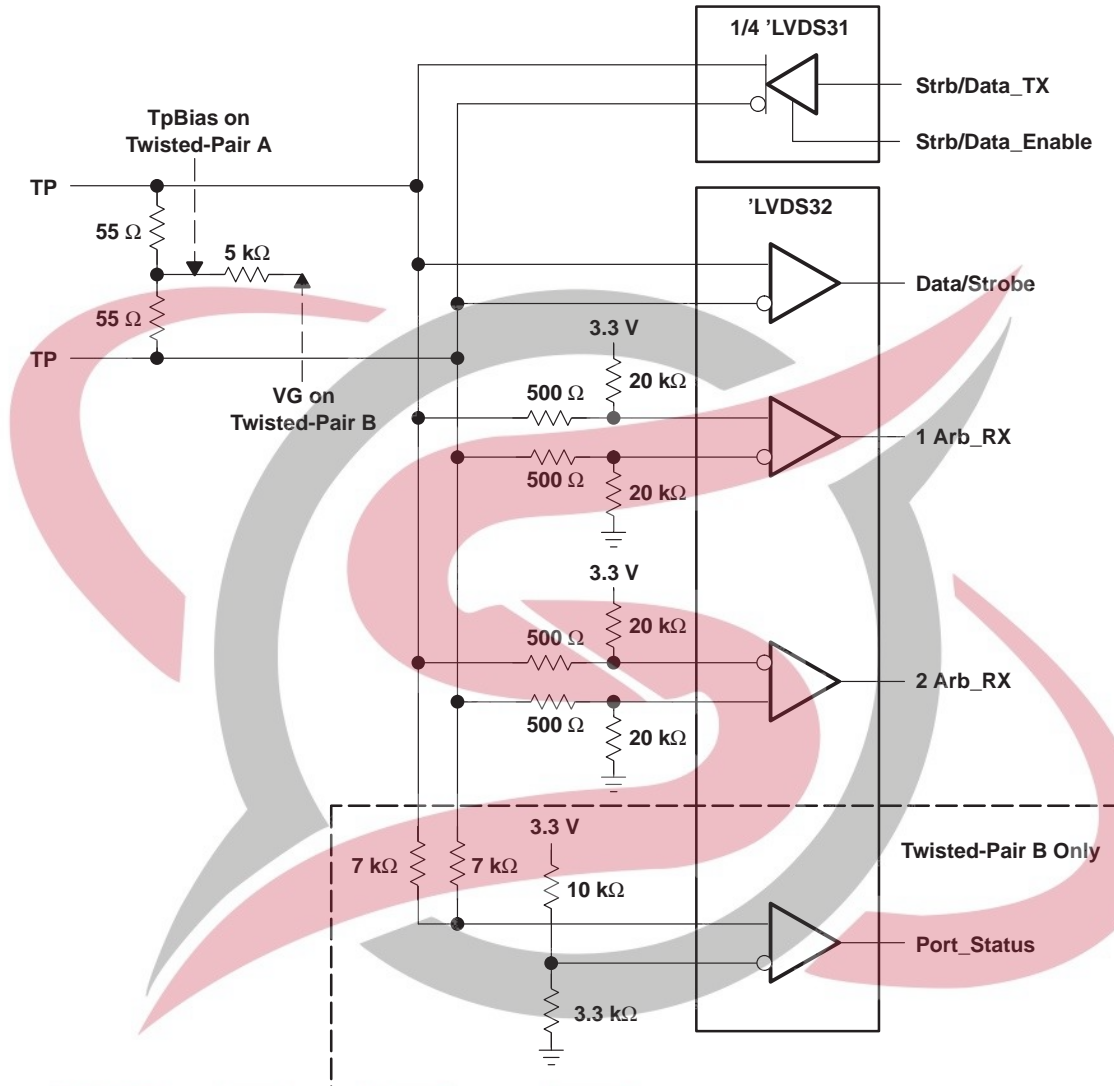 1/4 ’LVDS31
Strb/Data_TX
Strb/Data_Enable
TpBias on
Twisted-Pair A
TP
55 Ω
5 kΩ
55 Ω
TP
VG on
Twisted-Pair B
’LVDS32
Data/Strobe
3.3 V
20 kΩ
500 Ω
1 Arb_RX
500 Ω
20 kΩ
3.3 V
20 kΩ
500 Ω
2 Arb_RX
500 Ω
20 kΩ
Twisted-Pair B Only
3.3 V
7 kΩ
7 kΩ
10 kΩ
Port_Status
3.3 kΩ